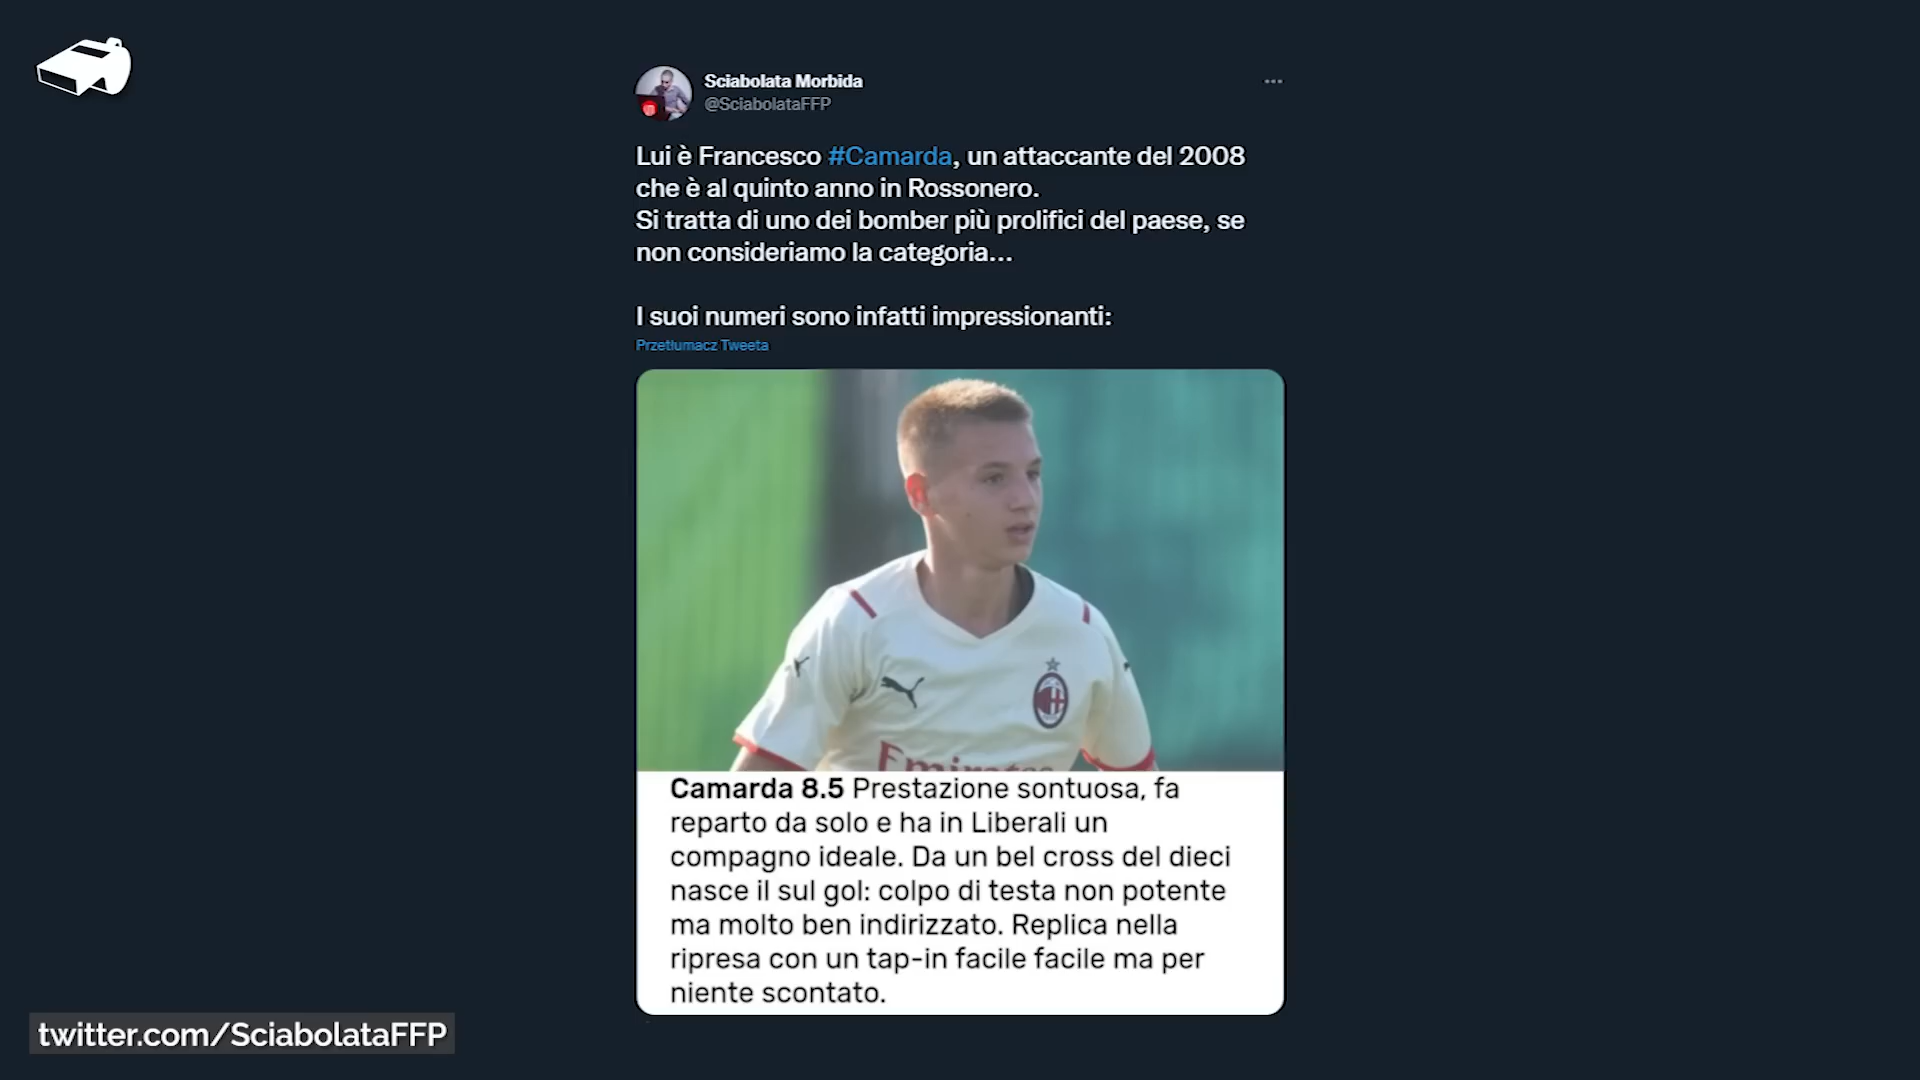 Sciabolata Morbida
@SciabolataFFP
Lui è Francesco #Camarda, un attaccante del 2008
che è al quinto anno in Rossonero.
Si tratta di uno dei bomber più prolifici del paese, se
non consideriamo la categoria...
I suoi numeri sono infatti impressionanti:
Przetłumacz Tweeta
Emirates
Camarda 8.5 Prestazione sontuosa, fa
reparto da solo e ha in Liberali un
compagno ideale. Da un bel cross del dieci
nasce il sul gol: colpo di testa non potente
ma molto ben indirizzato. Replica nella
ripresa con un tap-in facile facile ma per
niente scontato.
twitter.com/SciabolataFFP